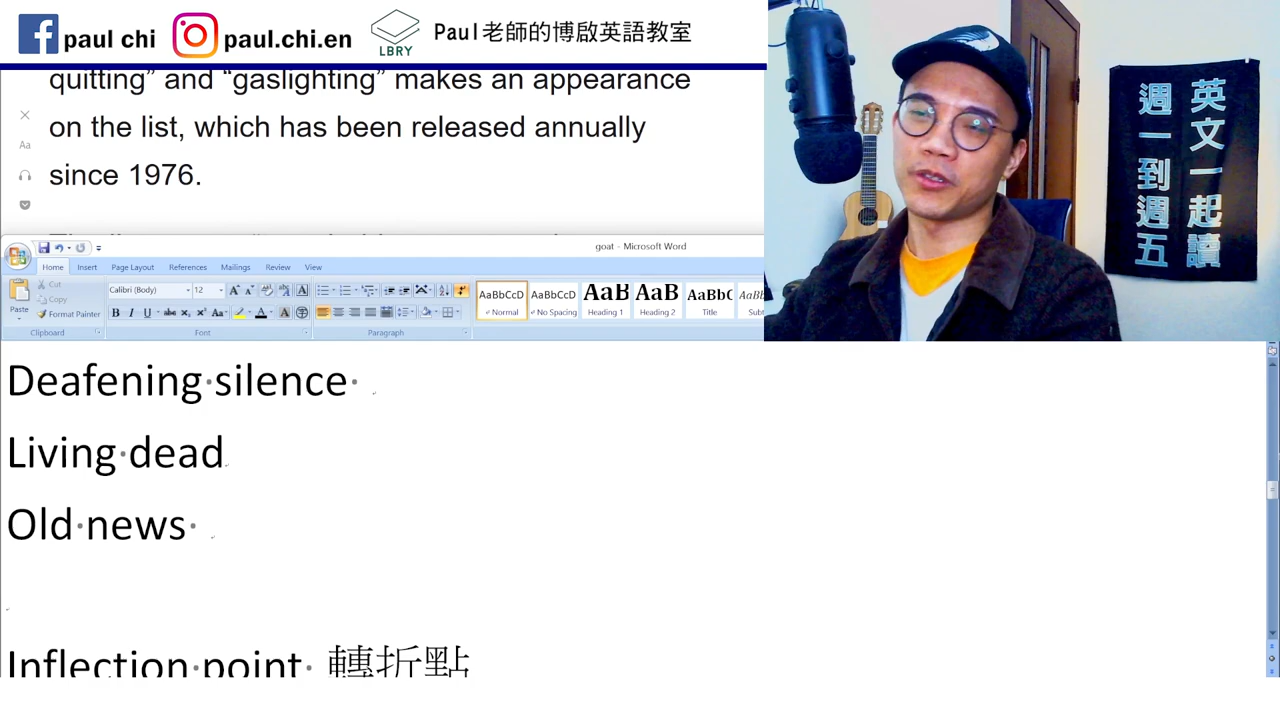 paul chi
paul.chi.en
LBRY
Paul老師的博啟英語教室
quitting” and “gaslighting” makes an appearance
on the list, which has been released annually
since 1976.
Aa
goat - Microsoft Word
Home Insert Page Layout References Mailings Review View
Paste
Cut
Copy
Format Painter
Clipboard
Calibri (Body) 12
Font
Paragraph
AaBbCcD AaBbCcD AaBb AaBb AaBbC AaBb
Normal No Spacing Heading 1 Heading 2 Title
英文一起讀
週一到週五
Deafening silence
Living dead
Old news
Inflection point 轉折點